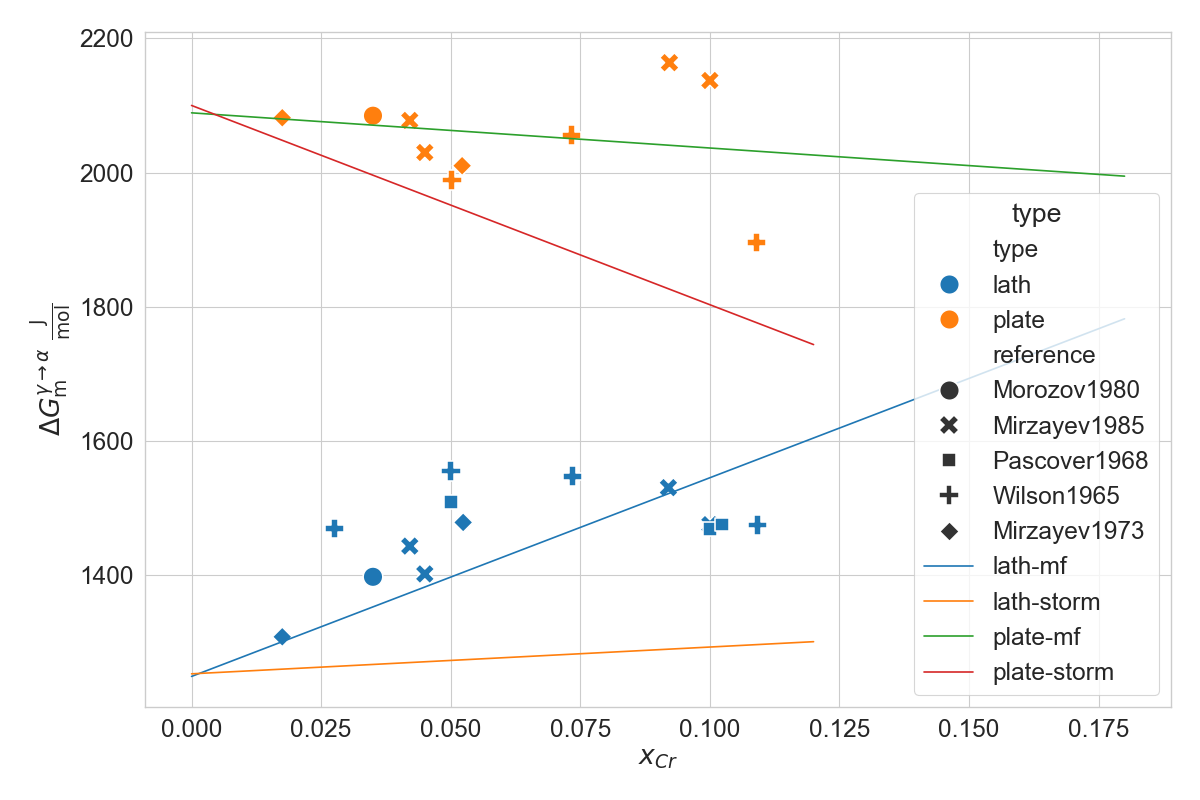 2200
2000
1800
1600
1400
ΔG_m^{γ→α} J/mol
0.000 0.025 0.050 0.075 0.100 0.125 0.150 0.175
x_{Cr}
type
type
lath
plate
reference
Morozov1980
Mirzayev1985
Pascover1968
Wilson1965
Mirzayev1973
lath-mf
lath-storm
plate-mf
plate-storm